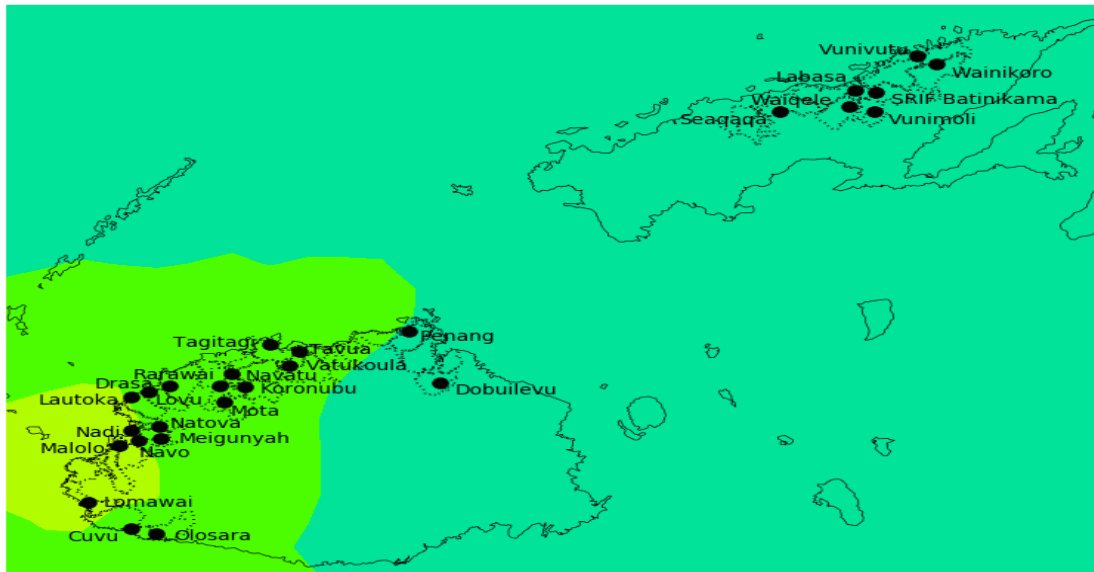 Vunivutu
Wainikoro
Labasa
SRIF Batinikama
Waiqele
Seaqaqa
Vunimoli
Penang
Tagitagi
Tavua
Vatukoula
Rarawai
Navatu
Drasa
Koronubu
Dobuilevu
Lautoka
Lovu
Mota
Natova
Nadi
Meigunyah
Malolo
Navo
Lomawai
Cuvu
Olosara